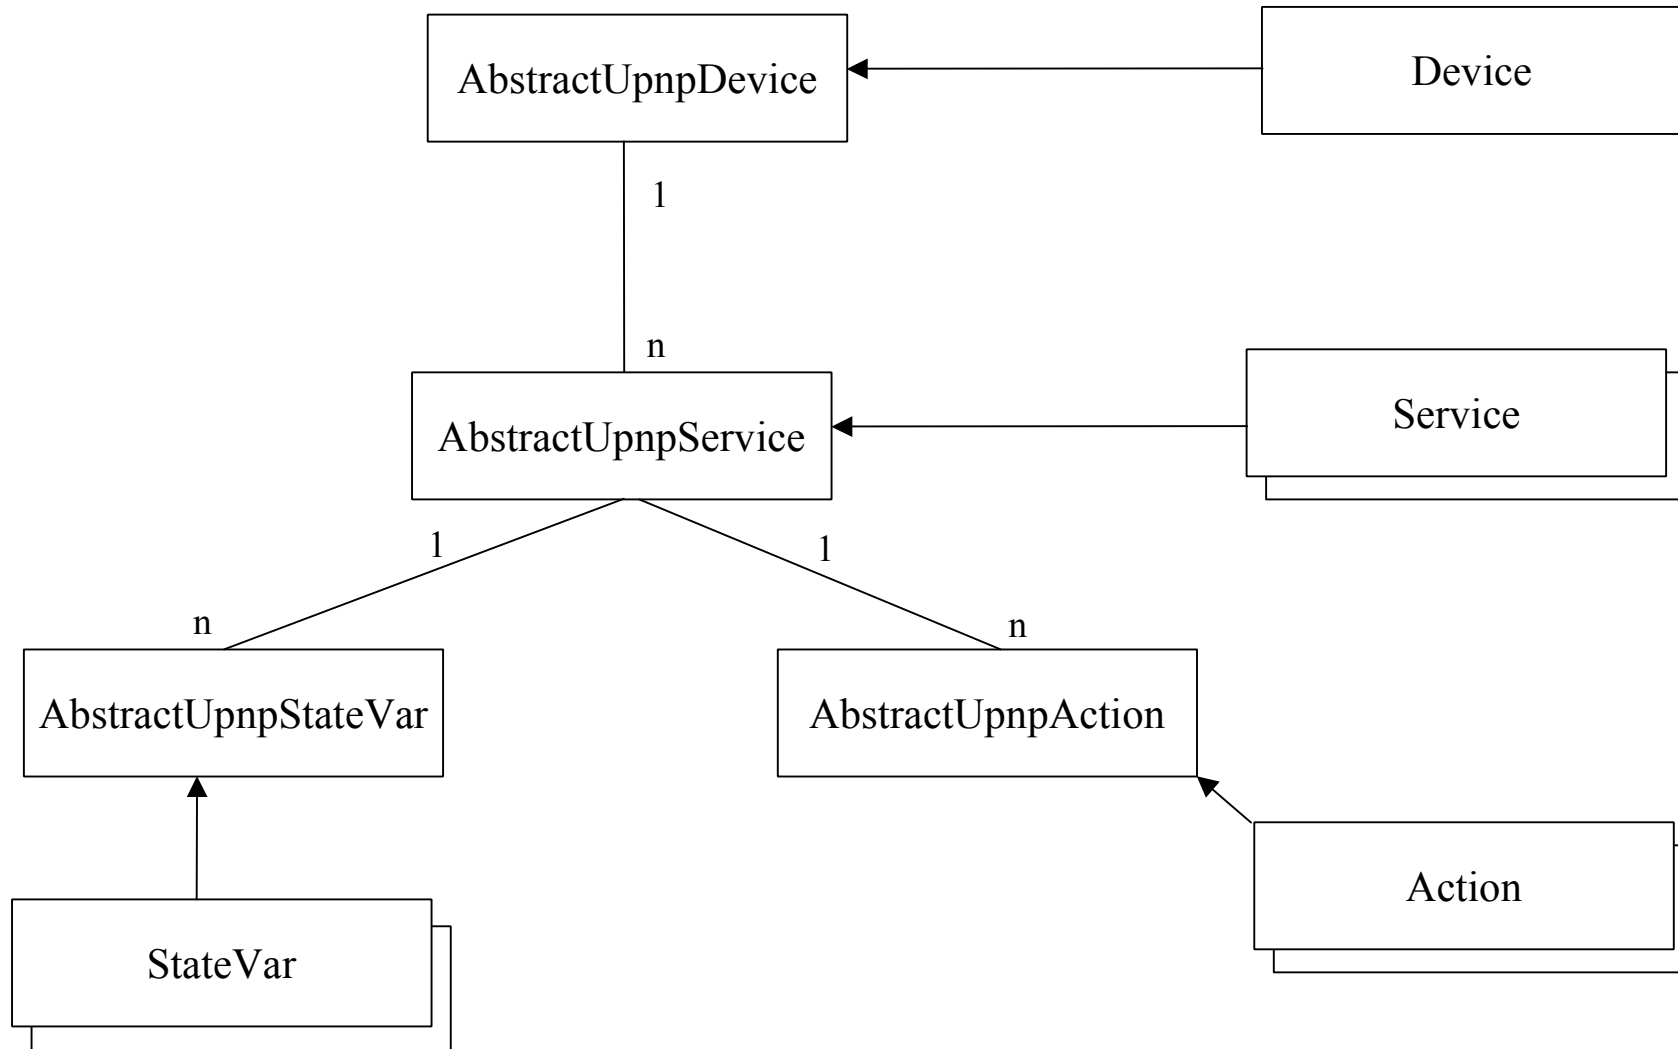 AbstractUpnpDevice
Device
1
n
AbstractUpnpService
Service
1
1
n
n
AbstractUpnpStateVar
AbstractUpnpAction
Action
StateVar